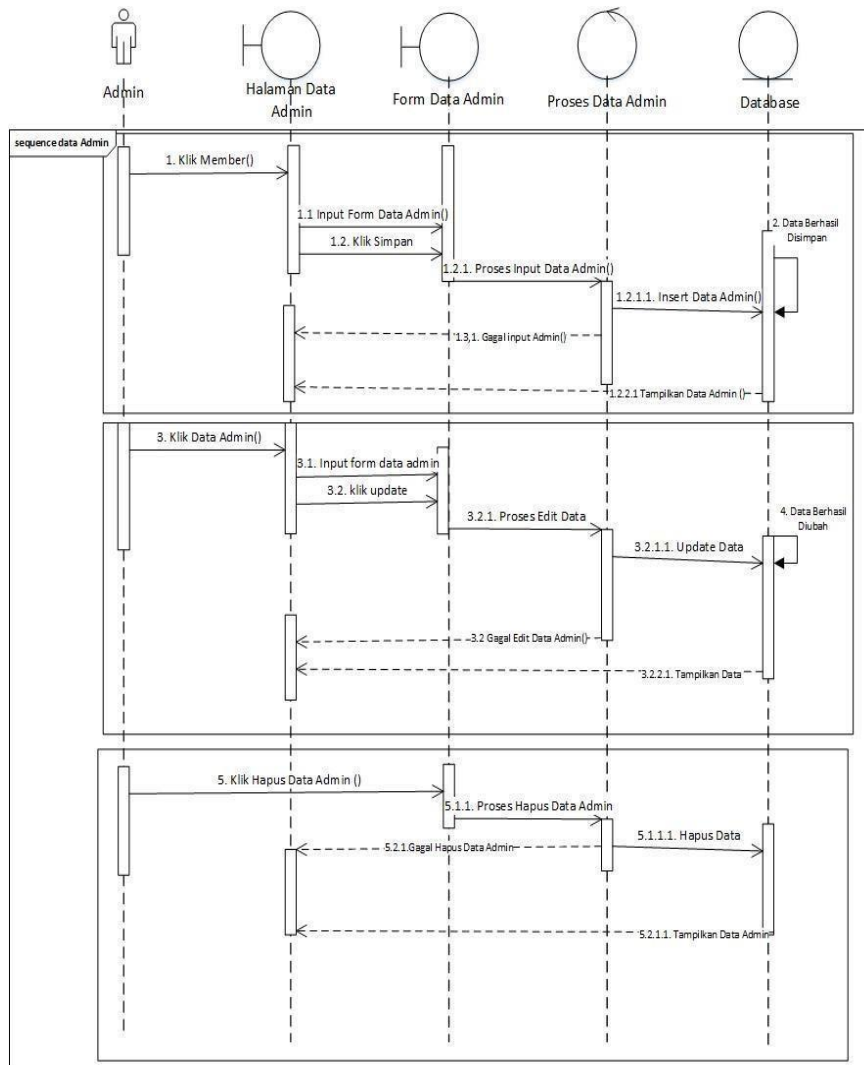 Admin
Halaman Data
Admin
Form Data Admin
Proses Data Admin
Database
sequence data Admin
1. Klik Member()
1.1 Input Form Data Admin()
1.2. Klik Simpan
1.2.1. Proses Input Data Admin()
1.2.1.1. Insert Data Admin()
2. Data Berhasil
Disimpan
1.3,1. Gagal input Admin()
1.2.2.1 Tampilkan Data Admin ()
3. Klik Data Admin()
3.1. Input form data admin
3.2. klik update
3.2.1. Proses Edit Data
3.2.1.1. Update Data
4. Data Berhasil
Diubah
3.2 Gagal Edit Data Admin()
3.2.2.1. Tampilkan Data
5. Klik Hapus Data Admin ()
5.1.1. Proses Hapus Data Admin
5.1.1.1. Hapus Data
5.2.1.Gagal Hapus Data Admin
5.2.1.1. Tampilkan Data Admin